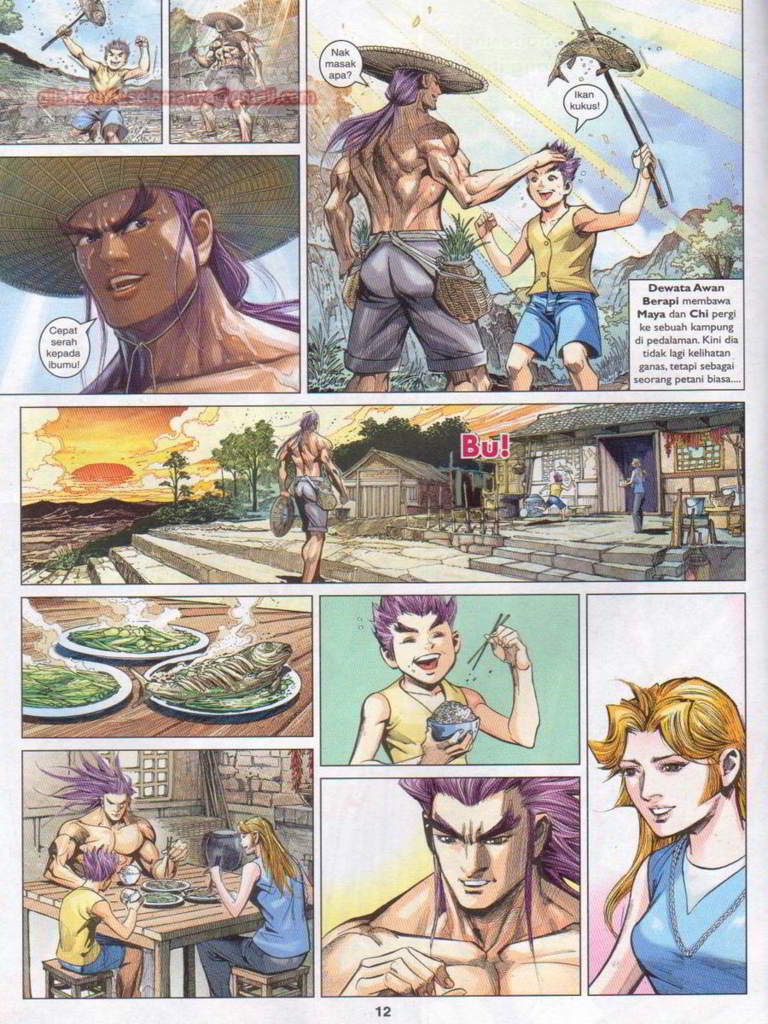 Nak
masak
apa?
Ikan
kukus!
Cepat
serah
kepada
ibumu!
Dewata Awan
Berapi membawa
Maya dan Chi pergi
ke sebuah kampung
di pedalaman. Kini dia
tidak lagi kelihatan
ganas, tetapi sebagai
seorang petani biasa....
Bu!
12